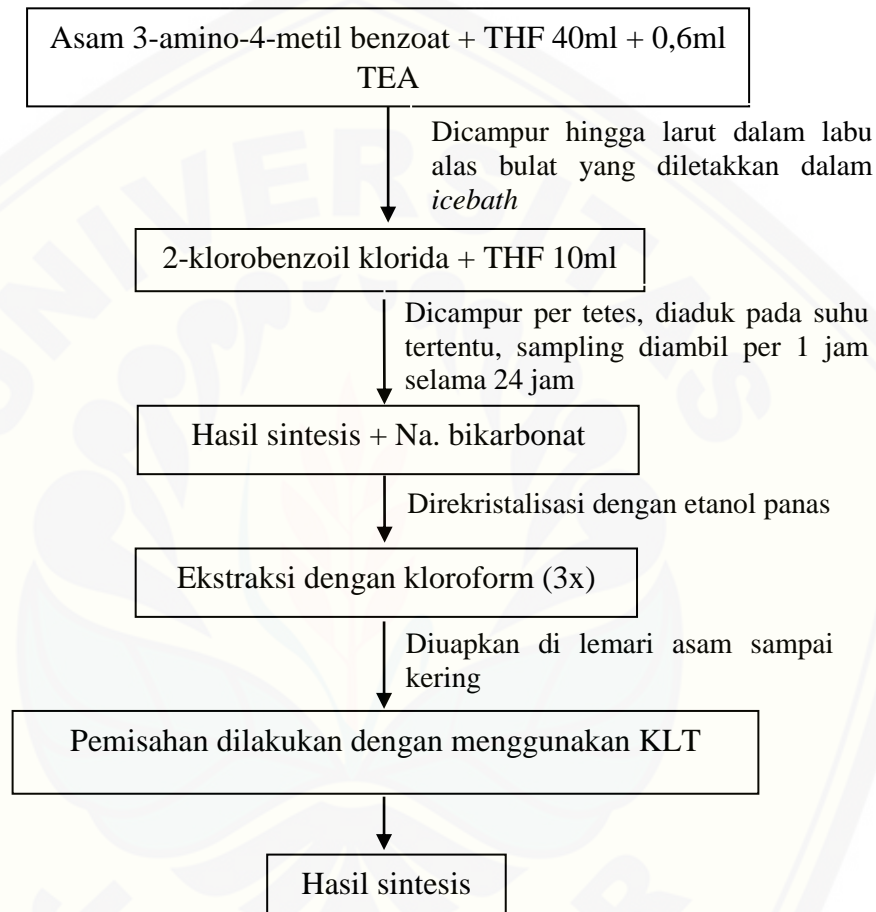 Asam 3-amino-4-metil benzoat + THF 40ml + 0,6ml
TEA
Dicampur hingga larut dalam labu
alas bulat yang diletakkan dalam
icebath
2-klorobenzoil klorida + THF 10ml
Dicampur per tetes, diaduk pada suhu
tertentu, sampling diambil per 1 jam
selama 24 jam
Hasil sintesis + Na. bikarbonat
Direkristalisasi dengan etanol panas
Ekstraksi dengan kloroform (3x)
Diuapkan di lemari asam sampai
kering
Pemisahan dilakukan dengan menggunakan KLT
Hasil sintesis